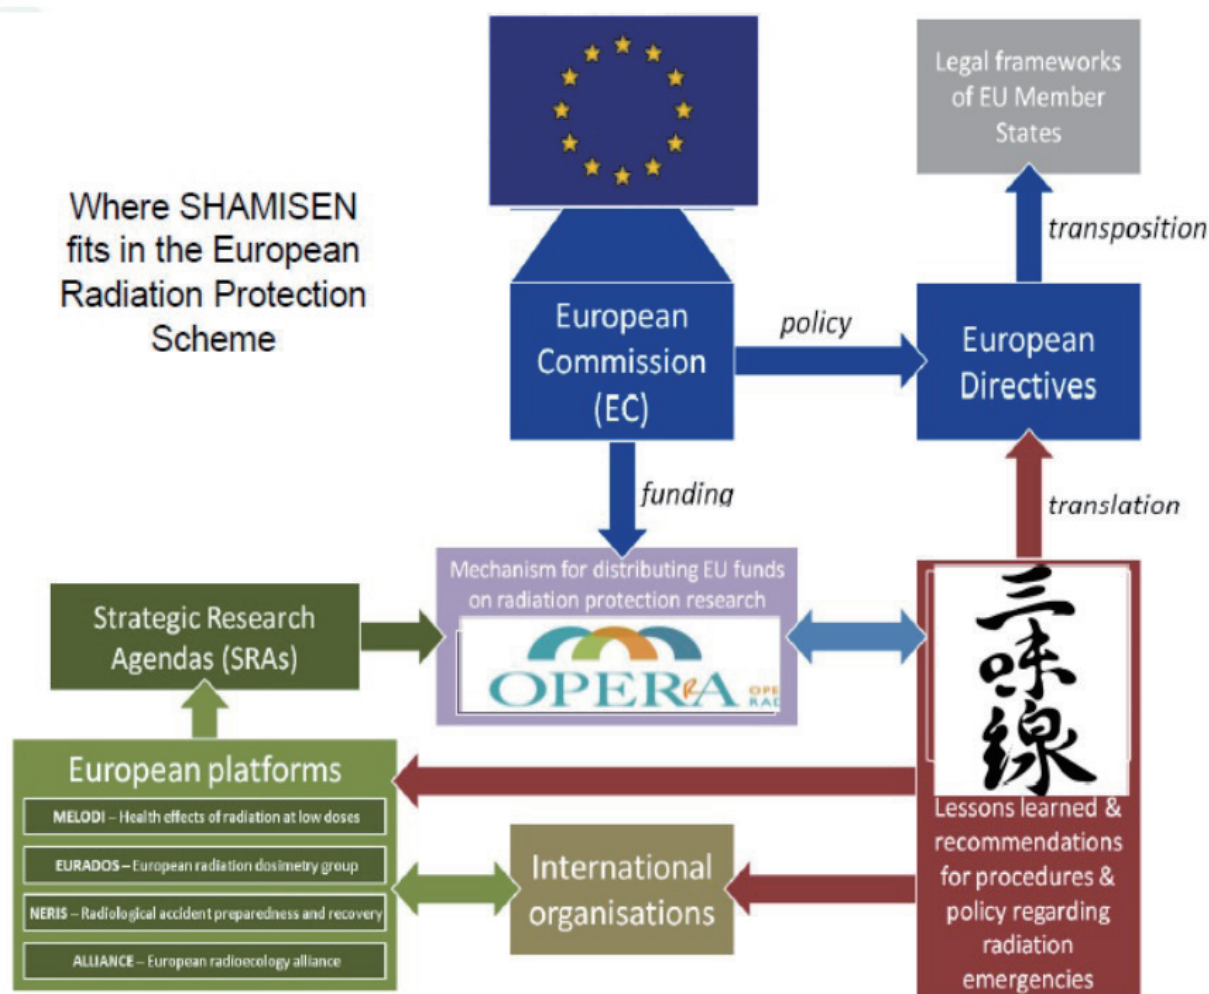 Where SHAMISEN
fits in the European
Radiation Protection
Scheme
Legal frameworks
of EU Member
States
transposition
European
Commission
(EC)
policy
European
Directives
funding
translation
Mechanism for distributing EU funds
on radiation protection research
OPERRA
OPE
RAD
Strategic Research
Agendas (SRAs)
三
味
線
European platforms
MELODI – Health effects of radiation at low doses
EURADOS – European radiation dosimetry group
NERIS – Radiological accident preparedness and recovery
ALLIANCE – European radioecology alliance
International
organisations
Lessons learned &
recommendations
for procedures &
policy regarding
radiation
emergencies